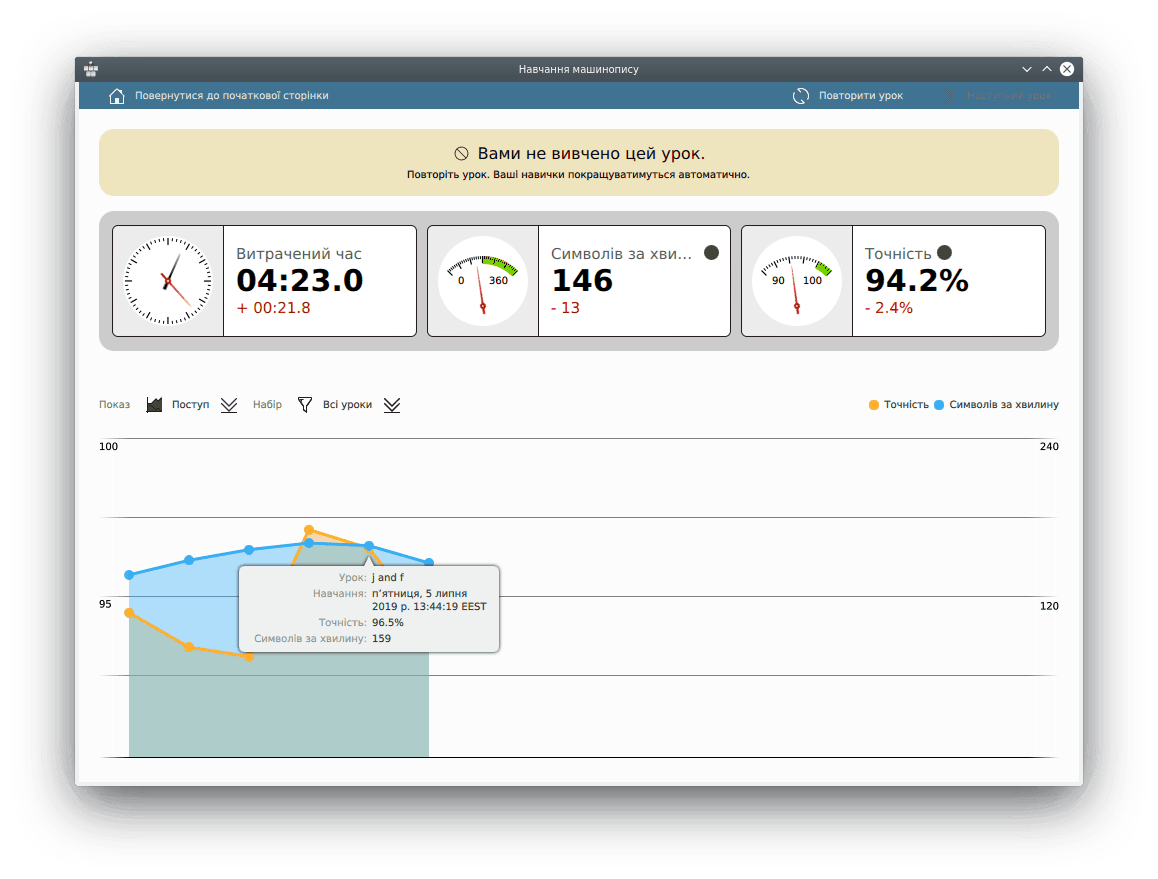 Навчання машинопису
Повернутися до початкової сторінки
Повторити урок
Наступний урок
Вами не вивчено цей урок.
Повторіть урок. Ваші навички покращуватимуться автоматично.
Витрачений час
04:23.0
+ 00:21.8
0 360
Символів за хви...
146
- 13
90 100
Точність
94.2%
- 2.4%
Показ Поступ Набір Всі уроки
Точність Символів за хвилину
100 240
95 120
Урок: j and f
Навчання: п’ятниця, 5 липня
2019 р. 13:44:19 EEST
Точність: 96.5%
Символів за хвилину: 159